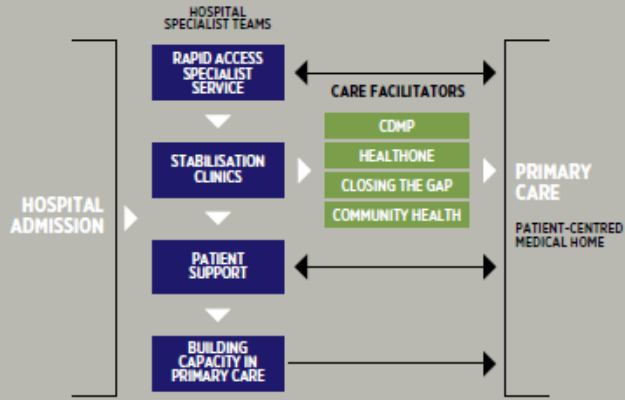 HOSPITAL
SPECIALIST TEAMS
RAPID ACCESS
SPECIALIST
SERVICE
CARE FACILITATORS
CDMP
HEALTHONE
CLOSING THE GAP
COMMUNITY HEALTH
STABILISATION
CLINICS
HOSPITAL
ADMISSION
PRIMARY
CARE
PATIENT-CENTRED
MEDICAL HOME
PATIENT
SUPPORT
BUILDING
CAPACITY IN
PRIMARY CARE